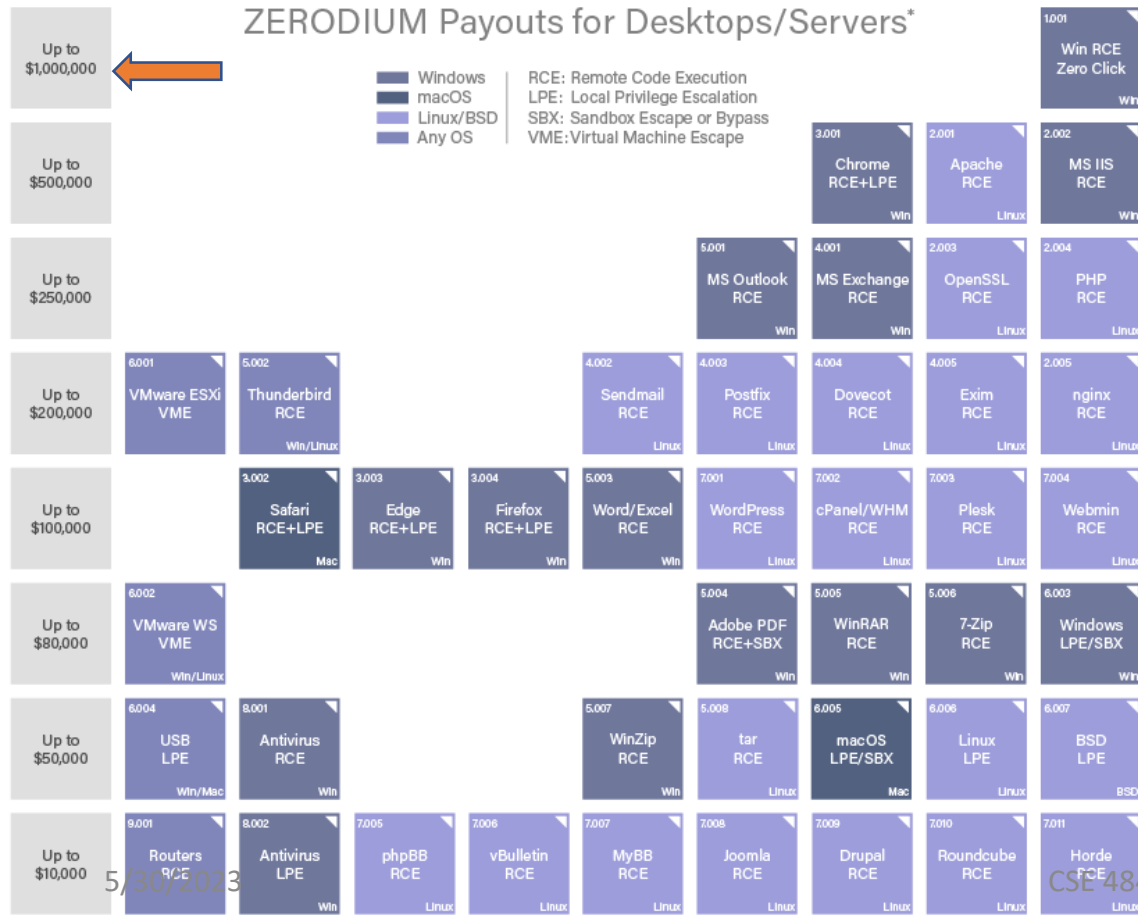 ZERODIUM Payouts for Desktops/Servers*
Windows
macOS
Linux/BSD
Any OS
RCE: Remote Code Execution
LPE: Local Privilege Escalation
SBX: Sandbox Escape or Bypass
VME: Virtual Machine Escape
Up to
$1,000,000
1.001
Win RCE
Zero Click
Win
Up to
$500,000
3.001
Chrome
RCE+LPE
Win
2.001
Apache
RCE
Linux
2.002
MS IIS
RCE
Win
Up to
$250,000
5.001
MS Outlook
RCE
Win
4.001
MS Exchange
RCE
Win
2.003
OpenSSL
RCE
Linux
2.004
PHP
RCE
Linux
Up to
$200,000
6.001
VMware ESXi
VME
5.002
Thunderbird
RCE
Win/Linux
4.002
Sendmail
RCE
Linux
4.003
Postfix
RCE
Linux
4.004
Dovecot
RCE
Linux
4.005
Exim
RCE
Linux
2.005
nginx
RCE
Linux
Up to
$100,000
3.002
Safari
RCE+LPE
Mac
3.003
Edge
RCE+LPE
Win
3.004
Firefox
RCE+LPE
Win
5.003
Word/Excel
RCE
Win
7.001
WordPress
RCE
Linux
7.002
cPanel/WHM
RCE
Linux
7.003
Plesk
RCE
Linux
7.004
Webmin
RCE
Linux
Up to
$80,000
6.002
VMware WS
VME
Win/Linux
5.004
Adobe PDF
RCE+SBX
Win
5.005
WinRAR
RCE
Win
5.006
7-Zip
RCE
Win
6.003
Windows
LPE/SBX
Win
Up to
$50,000
6.004
USB
LPE
Win/Mac
8.001
Antivirus
RCE
Win
5.007
WinZip
RCE
Win
5.008
tar
RCE
Linux
6.005
macOS
LPE/SBX
Mac
6.006
Linux
LPE
Linux
6.007
BSD
LPE
BSD
Up to
$10,000
9.001
Routers
RCE
8.002
Antivirus
LPE
Win
7.005
phpBB
RCE
Linux
7.006
vBulletin
RCE
Linux
7.007
MyBB
RCE
Linux
7.008
Joomla
RCE
Linux
7.009
Drupal
RCE
Linux
7.010
Roundcube
RCE
Linux
7.011
Horde
RCE
Linux
5/30/2023
CSE 484